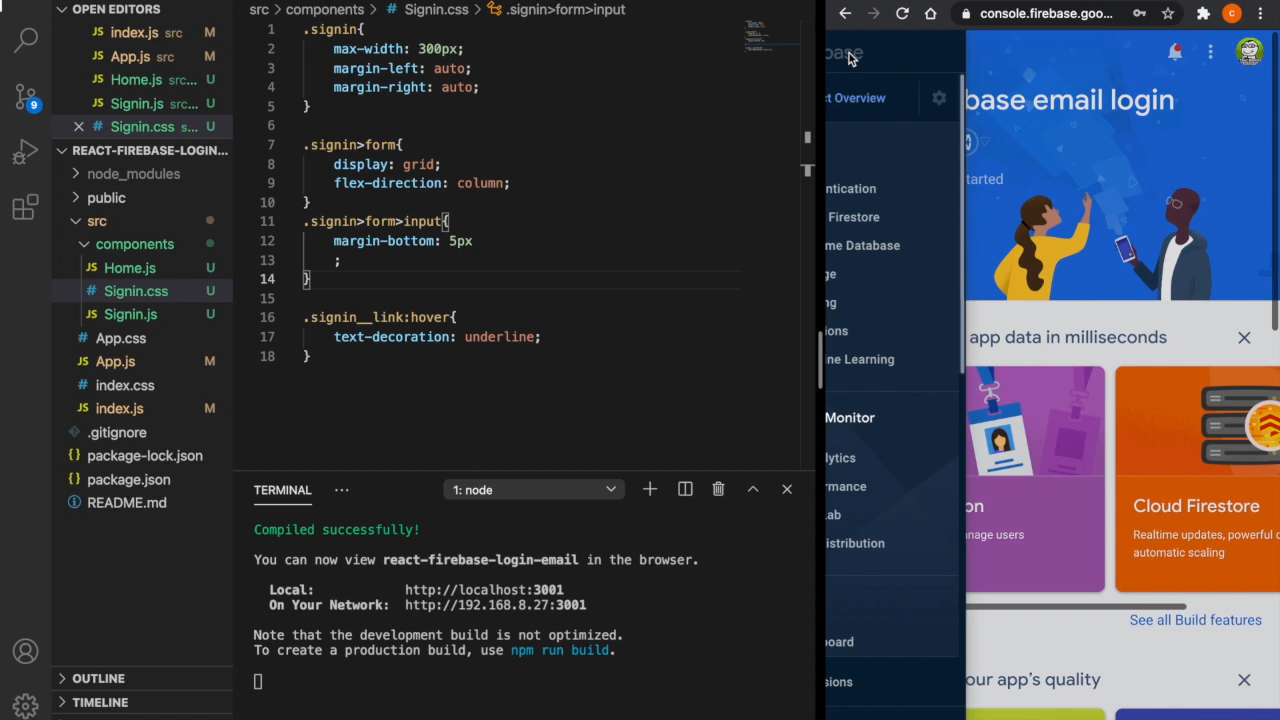 OPEN EDITORS
JS index.js src M
JS App.js src M
JS Home.js s... U
JS Signin.js s... U
# Signin.css s... U
REACT-FIREBASE-LOGIN...
node_modules
public
src
components
JS Home.js U
# Signin.css U
JS Signin.js U
# App.css
JS App.js M
# index.css
JS index.js M
.gitignore
{} package-lock.json
{} package.json
README.md
OUTLINE
TIMELINE
9
src > components > # Signin.css > .signin>form>input
1 .signin{
2 max-width: 300px;
3 margin-left: auto;
4 margin-right: auto;
5 }
6
7 .signin>form{
8 display: grid;
9 flex-direction: column;
10 }
11 .signin>form>input{
12 margin-bottom: 5px
13 ;
14 }
15
16 .signin__link:hover{
17 text-decoration: underline;
18 }
TERMINAL ... 1: node
Compiled successfully!
You can now view react-firebase-login-email in the browser.
Local: http://localhost:3001
On Your Network: http://192.168.8.27:3001
Note that the development build is not optimized.
To create a production build, use npm run build.
console.firebase.goo...
C
base
ct Overview
ntication
Firestore
me Database
ge
ng
ons
ne Learning
Monitor
lytics
rmance
ab
istribution
oard
sions
base email login
started
app data in milliseconds
on
nage users
Cloud Firestore
Realtime updates, powerful q
automatic scaling
See all Build features
our app's quality